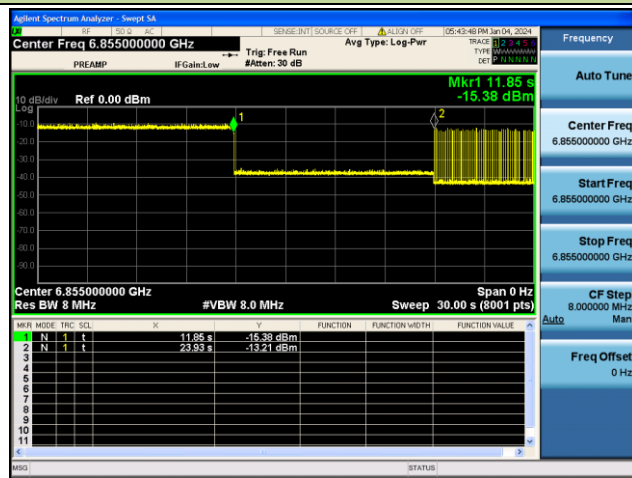 Agilent Spectrum Analyzer - Swept SA
RF 50 Ω AC SENSE:INT SOURCE OFF ALIGN OFF 05:43:48 PM Jan 04, 2024
Center Freq 6.855000000 GHz Avg Type: Log-Pwr TRACE 1 2 3 4 5 6
Trig: Free Run TYPE
PREAMP IFGain:Low #Atten: 30 dB DET P N N N N N
Mkr1 11.85 s
10 dB/div Ref 0.00 dBm -15.38 dBm
Log
-10.0
1
2
-20.0
-30.0
-40.0
-50.0
-60.0
-70.0
-80.0
-90.0
Center 6.855000000 GHz Span 0 Hz
Res BW 8 MHz #VBW 8.0 MHz Sweep 30.00 s (8001 pts)
MKR MODE TRC SCL X Y FUNCTION FUNCTION WIDTH FUNCTION VALUE
1 N 1 t 11.85 s -15.38 dBm
2 N 1 t 23.93 s -13.21 dBm
3
4
5
6
7
8
9
10
11
MSG STATUS
Frequency
Auto Tune
Center Freq
6.855000000 GHz
Start Freq
6.855000000 GHz
Stop Freq
6.855000000 GHz
CF Step
8.000000 MHz
Auto Man
Freq Offset
0 Hz